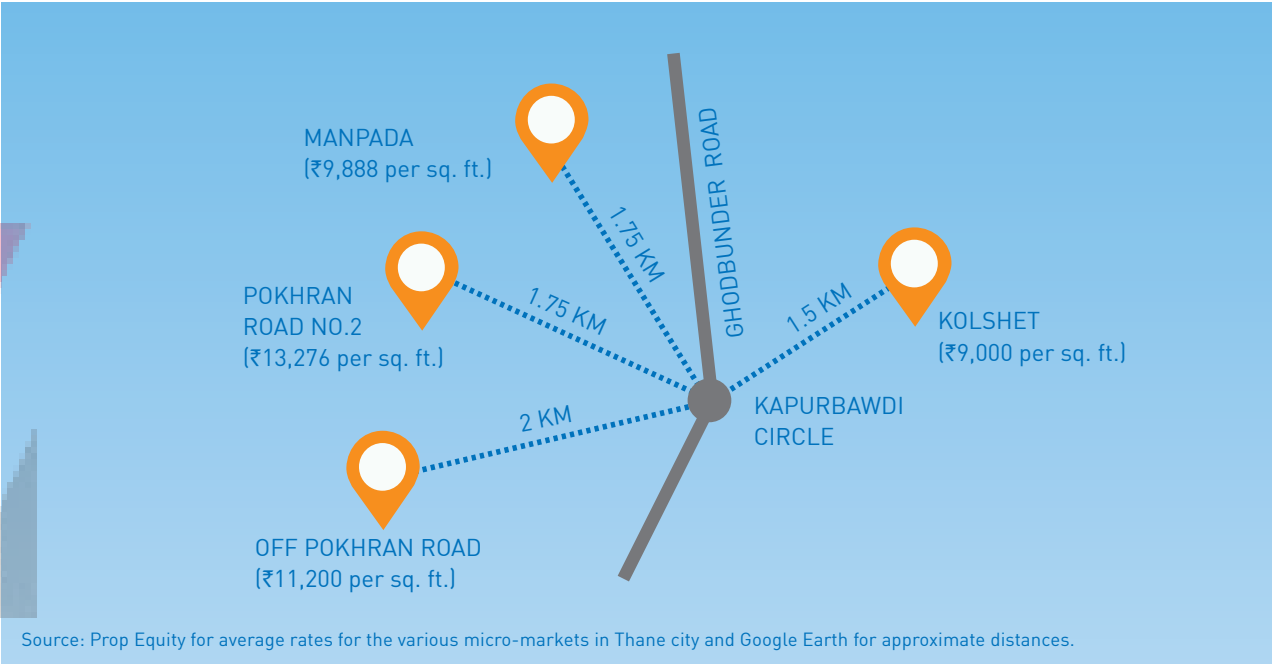 MANPADA
(₹9,888 per sq. ft.)
1.75 KM
GHODBUNDER ROAD
POKHRAN
ROAD NO.2
(₹13,276 per sq. ft.)
1.75 KM
1.5 KM
KOLSHET
(₹9,000 per sq. ft.)
KAPURBAWDI
CIRCLE
2 KM
OFF POKHRAN ROAD
(₹11,200 per sq. ft.)
Source: Prop Equity for average rates for the various micro-markets in Thane city and Google Earth for approximate distances.